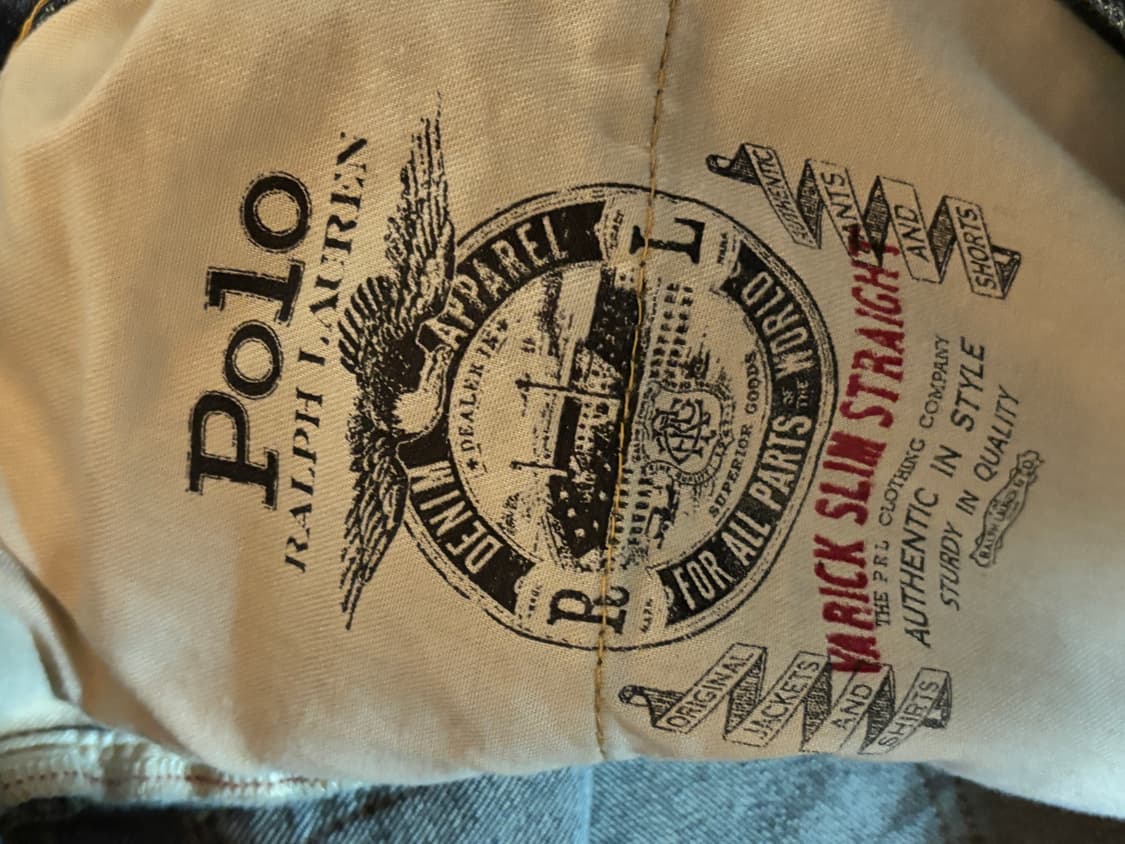 Polo
RALPH LAUREN
DENIM APPAREL
★ DEALER IN ★
R L
SUPERIOR GOODS
FOR ALL PARTS OF THE WORLD
ORIGINAL
JACKETS
AND
SHIRTS
AUTHENTIC
PANTS
AND
SHORTS
VARICK SLIM STRAIGHT
THE PRL CLOTHING COMPANY
AUTHENTIC IN STYLE
STURDY IN QUALITY